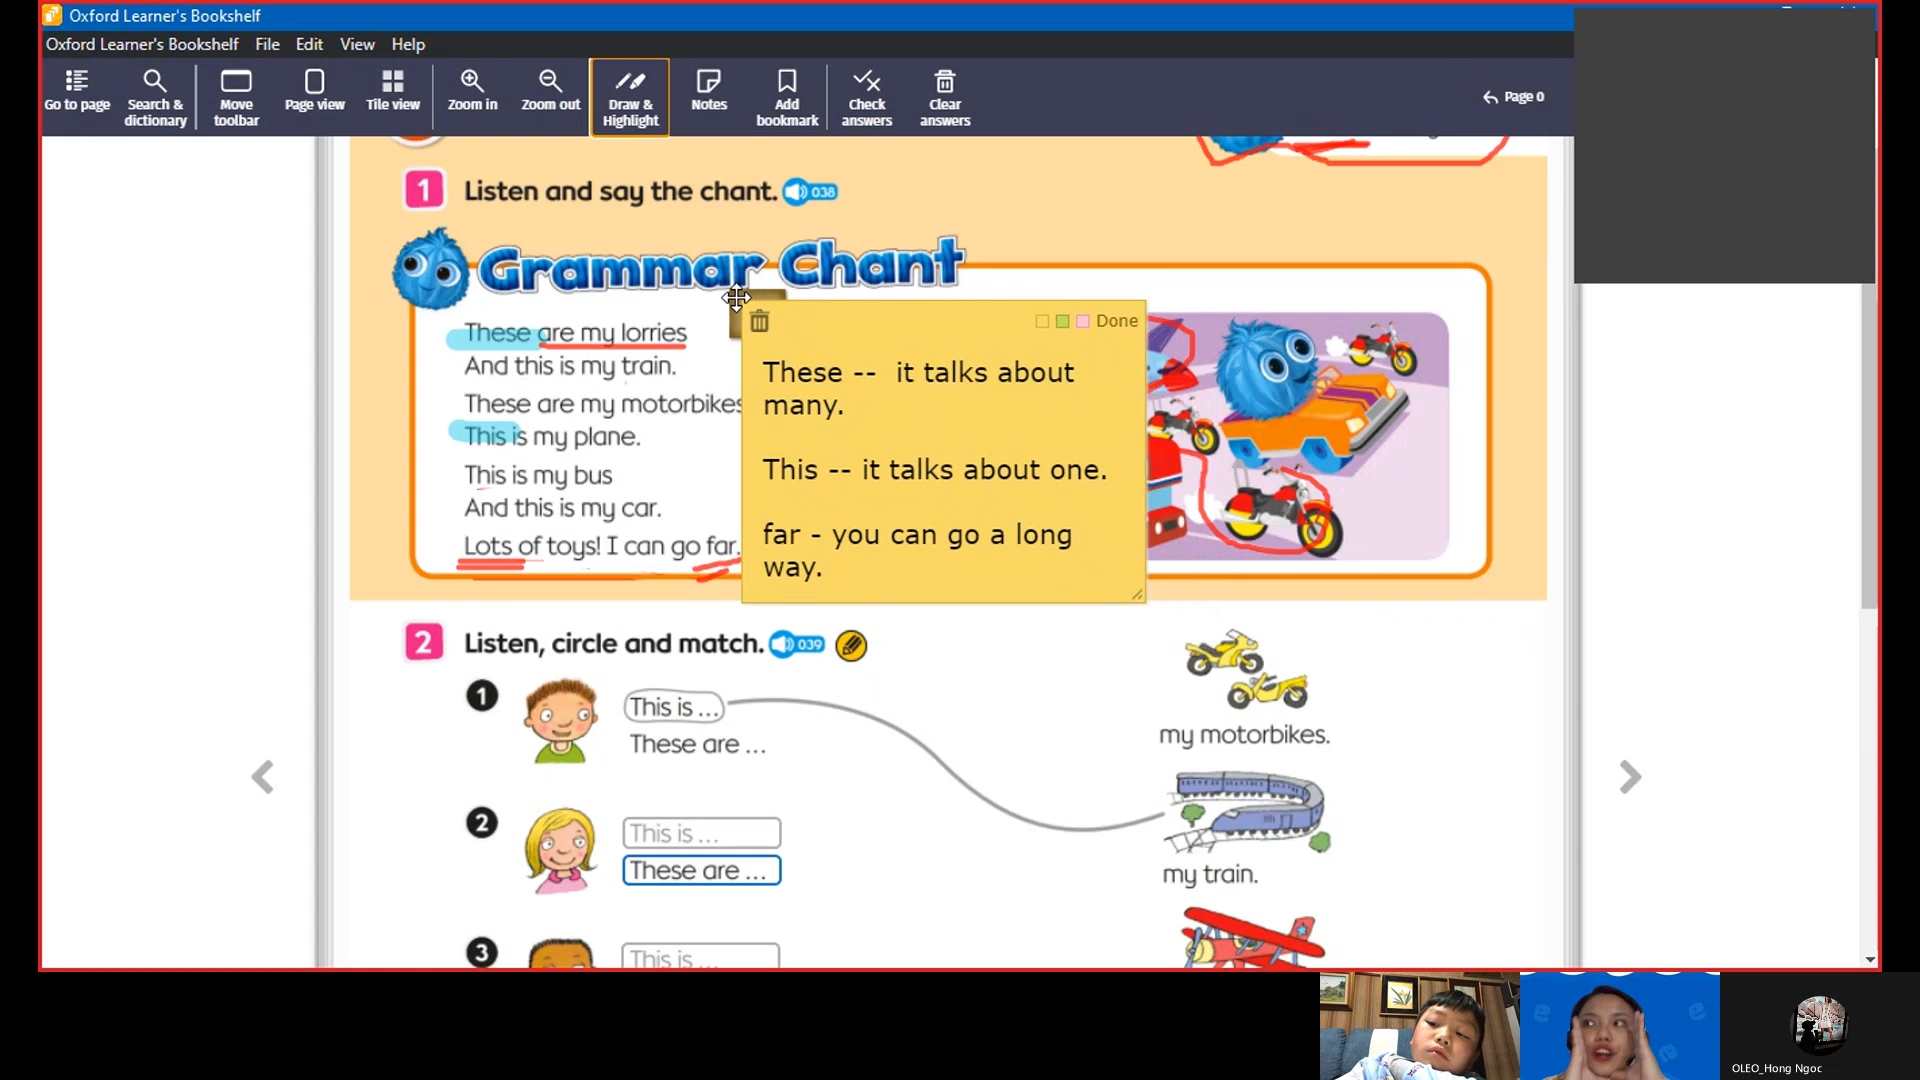 Oxford Learner's Bookshelf
Oxford Learner's Bookshelf File Edit View Help
Go to page
Search & dictionary
Move toolbar
Page view
Tile view
Zoom in
Zoom out
Draw & Highlight
Notes
Add bookmark
Check answers
Clear answers
Page 0
1 Listen and say the chant. 038
Grammar Chant
These are my lorries
And this is my train.
These are my motorbikes
This is my plane.
This is my bus
And this is my car.
Lots of toys! I can go far.
Done
These -- it talks about
many.
This -- it talks about one.
far - you can go a long
way.
2 Listen, circle and match. 039
1
This is ...
These are ...
my motorbikes.
2
This is ...
These are ...
my train.
3
This is ...
OLEO_Hong Ngoc